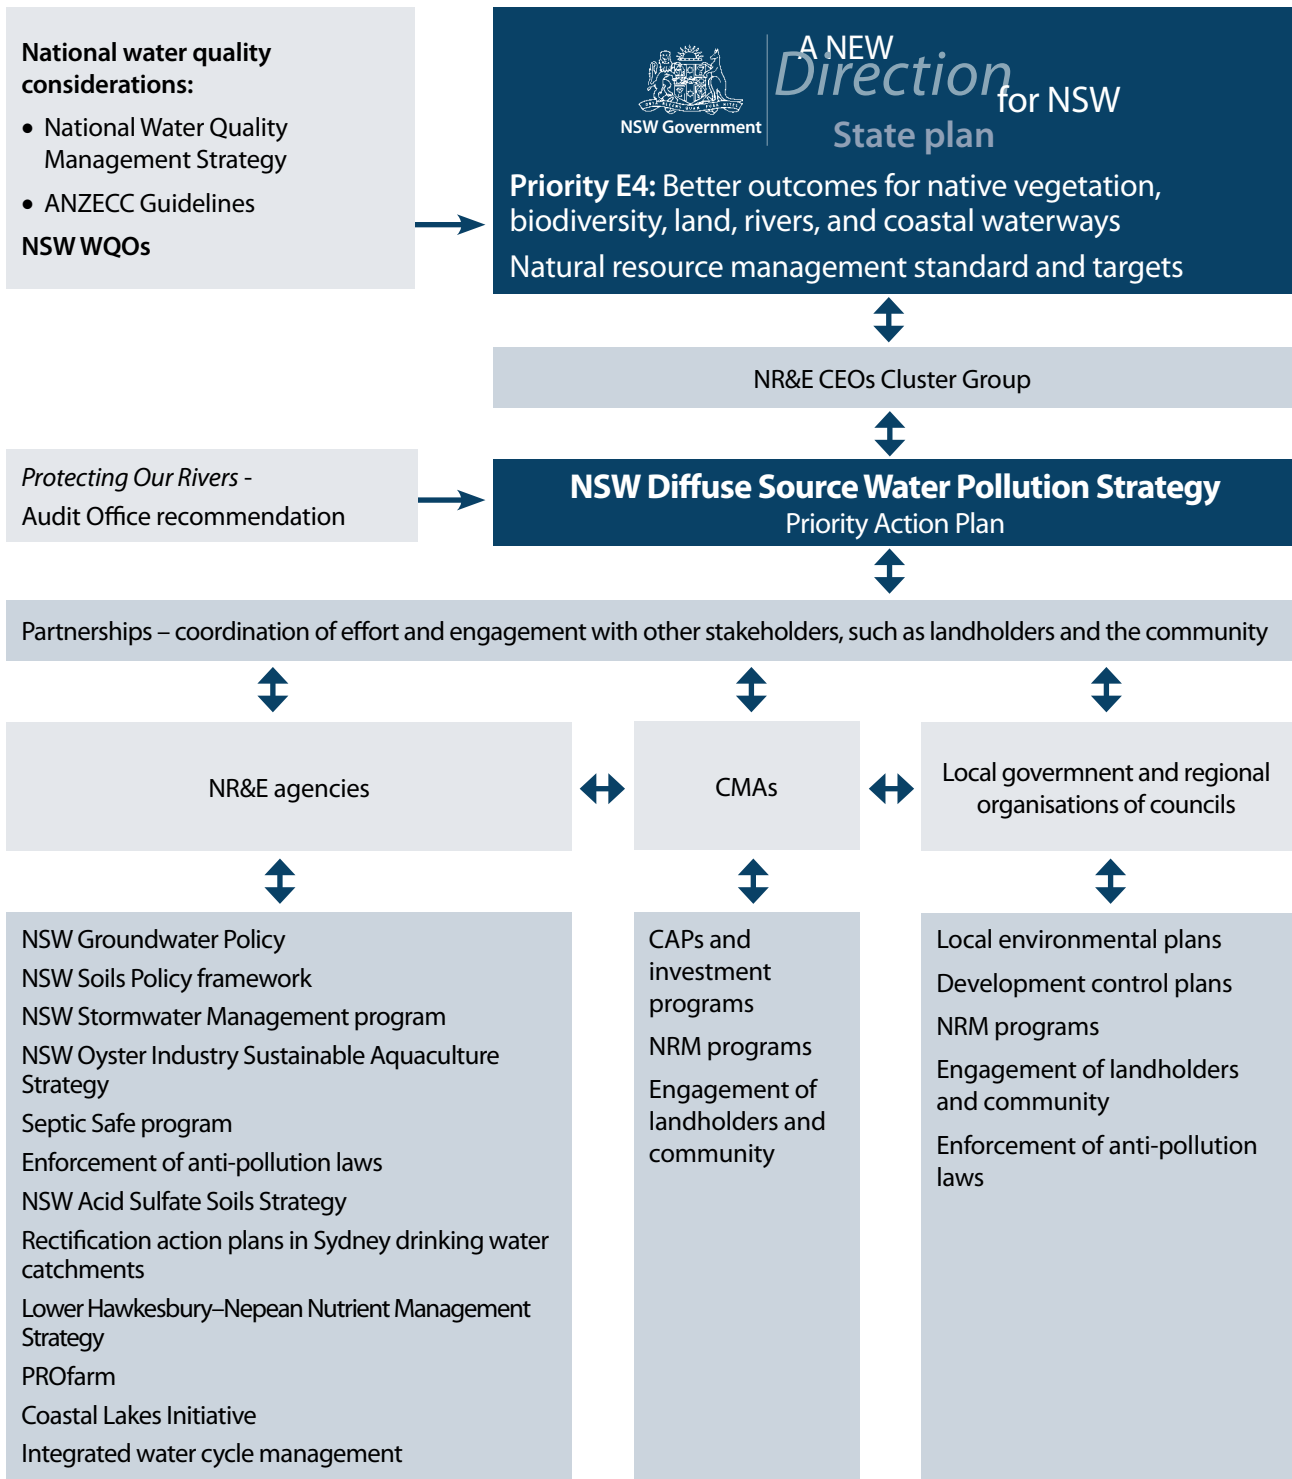 National water quality
considerations:
• National Water Quality
Management Strategy
• ANZECC Guidelines
NSW WQOs
NSW Government
A NEW
Direction
for NSW
State plan
Priority E4: Better outcomes for native vegetation,
biodiversity, land, rivers, and coastal waterways
Natural resource management standard and targets
NR&E CEOs Cluster Group
Protecting Our Rivers -
Audit Office recommendation
NSW Diffuse Source Water Pollution Strategy
Priority Action Plan
Partnerships – coordination of effort and engagement with other stakeholders, such as landholders and the community
NR&E agencies
CMAs
Local govermnent and regional
organisations of councils
NSW Groundwater Policy
NSW Soils Policy framework
NSW Stormwater Management program
NSW Oyster Industry Sustainable Aquaculture
Strategy
Septic Safe program
Enforcement of anti-pollution laws
NSW Acid Sulfate Soils Strategy
Rectification action plans in Sydney drinking water
catchments
Lower Hawkesbury–Nepean Nutrient Management
Strategy
PROfarm
Coastal Lakes Initiative
Integrated water cycle management
CAPs and
investment
programs
NRM programs
Engagement of
landholders and
community
Local environmental plans
Development control plans
NRM programs
Engagement of landholders
and community
Enforcement of anti-pollution
laws